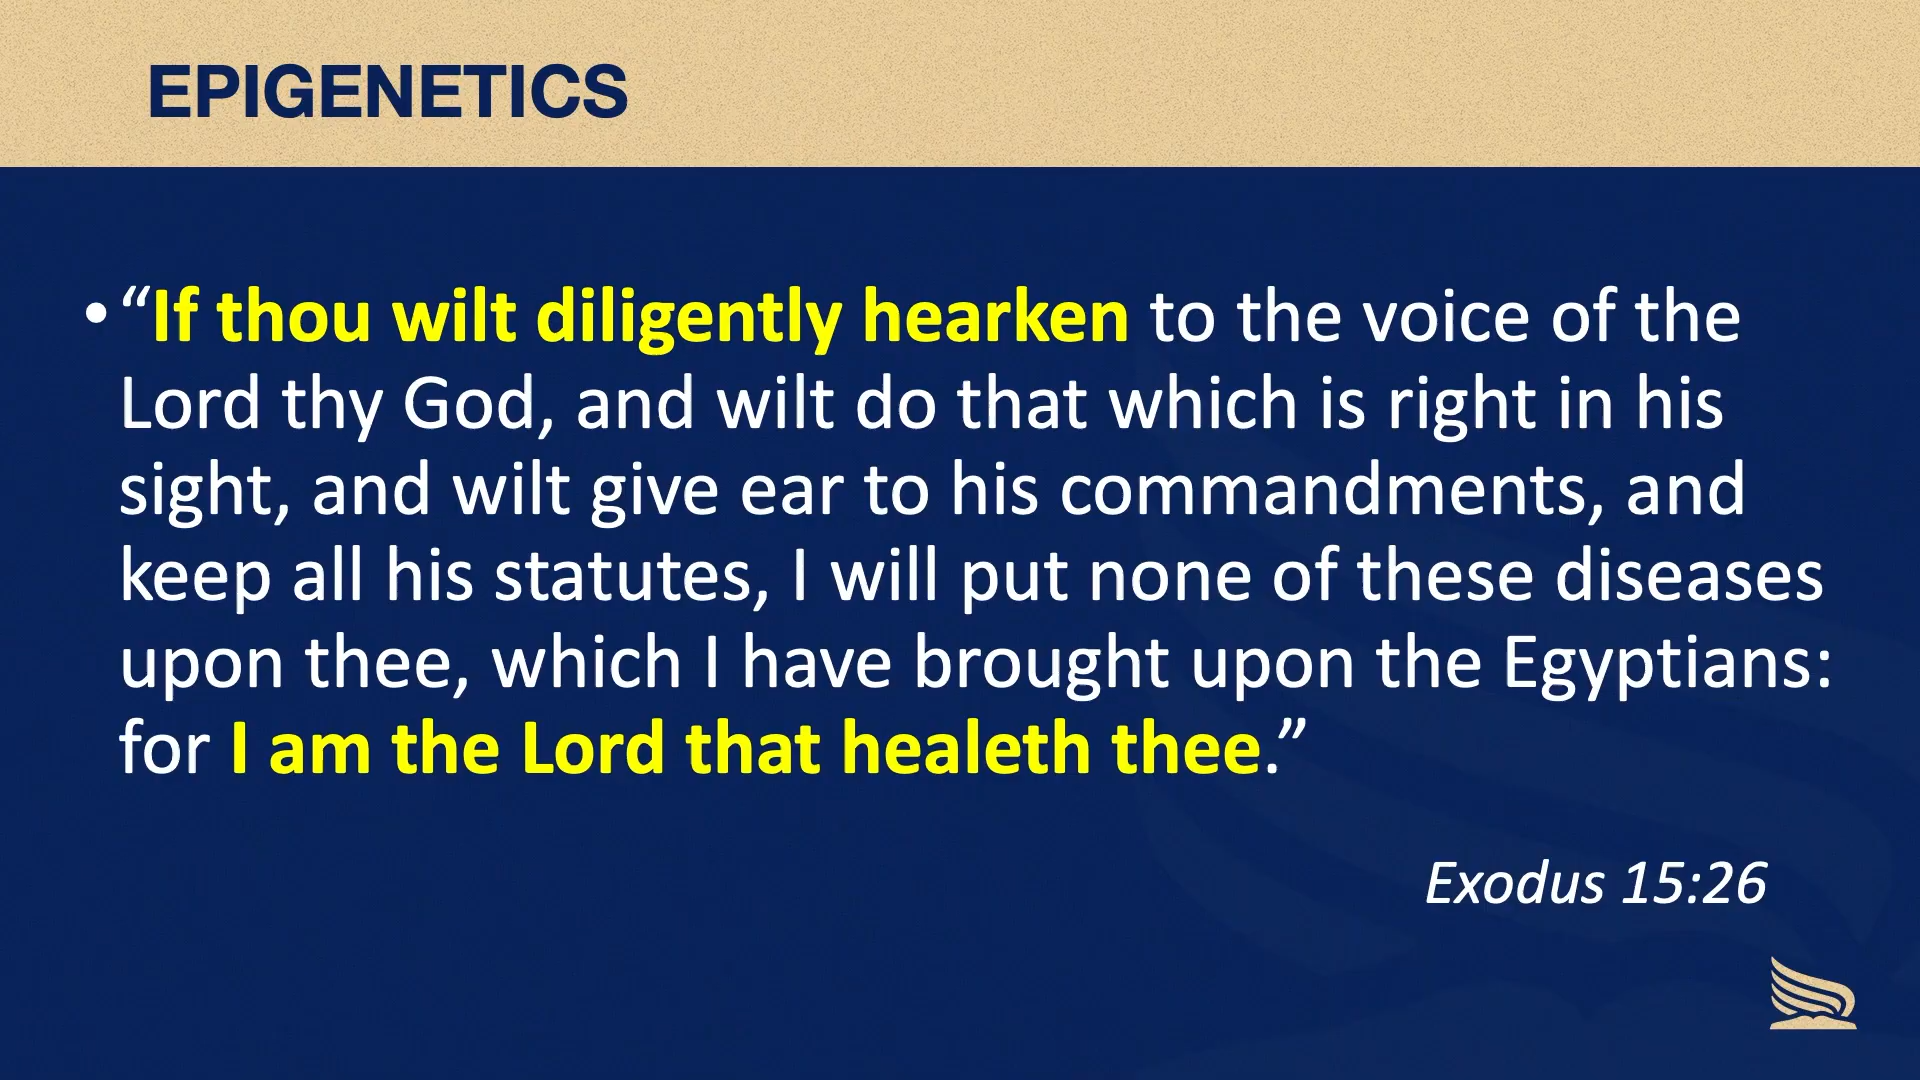 EPIGENETICS
• “If thou wilt diligently hearken to the voice of the
Lord thy God, and wilt do that which is right in his
sight, and wilt give ear to his commandments, and
keep all his statutes, I will put none of these diseases
upon thee, which I have brought upon the Egyptians:
for I am the Lord that healeth thee.”
Exodus 15:26